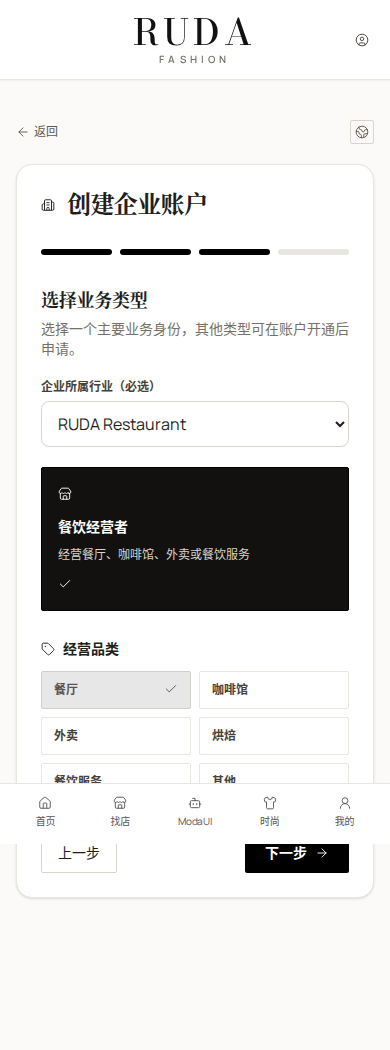 RUDA
FASHION
返回
创建企业账户
选择业务类型
选择一个主要业务身份，其他类型可在账户开通后
申请。
企业所属行业（必选）
RUDA Restaurant
餐饮经营者
经营餐厅、咖啡馆、外卖或餐饮服务
经营品类
餐厅
咖啡馆
外卖
烘焙
餐饮服务
其他
首页
找店
ModaUI
时尚
我的
上一步
下一步